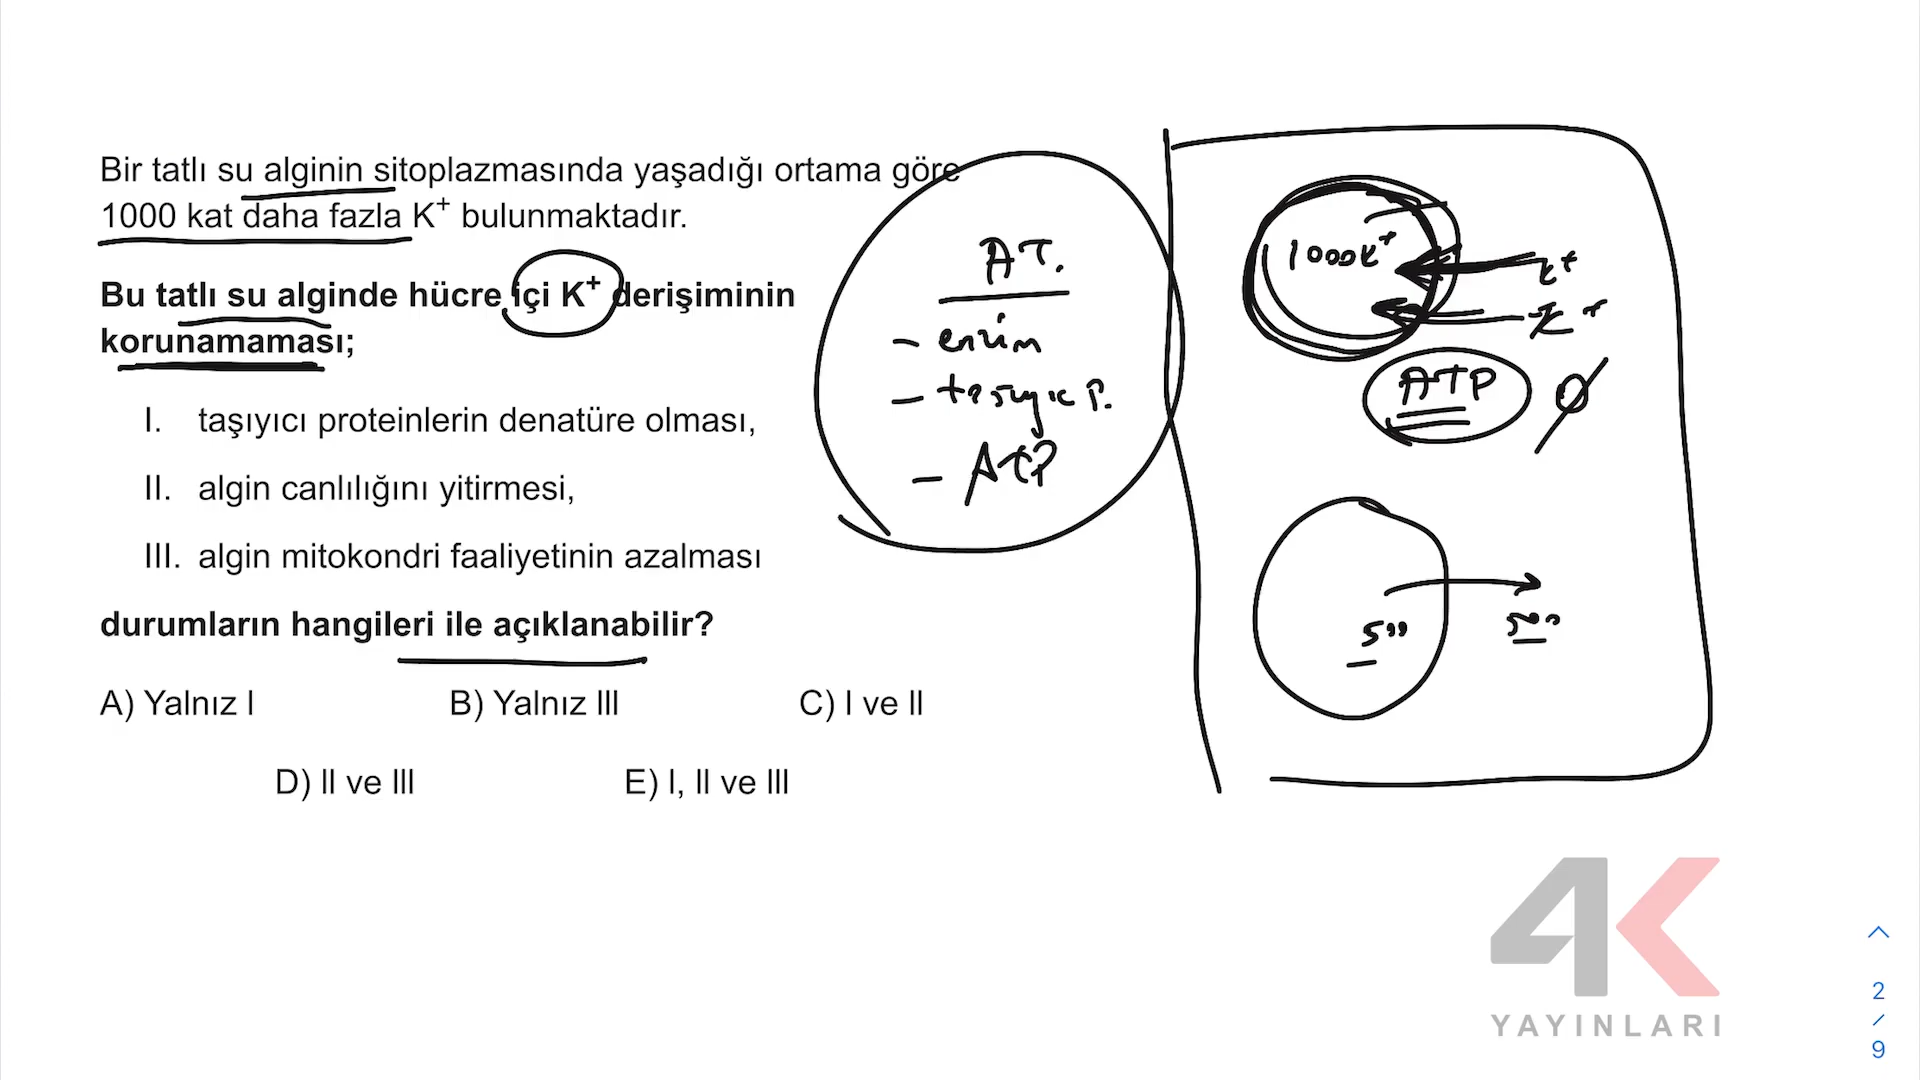 Bir tatlı su alginin sitoplazmasında yaşadığı ortama göre
1000 kat daha fazla K⁺ bulunmaktadır.
Bu tatlı su alginde hücre içi K⁺ derişiminin
korunamaması;
I. taşıyıcı proteinlerin denatüre olması,
II. algin canlılığını yitirmesi,
III. algin mitokondri faaliyetinin azalması
durumların hangileri ile açıklanabilir?
A) Yalnız I B) Yalnız III C) I ve II
D) II ve III E) I, II ve III
A T.
- enzim
- taşıyıcı P.
- ATP
1000K⁺
K⁺
K⁺
ATP
500
500
4K
YAYINLARI
2
/
9